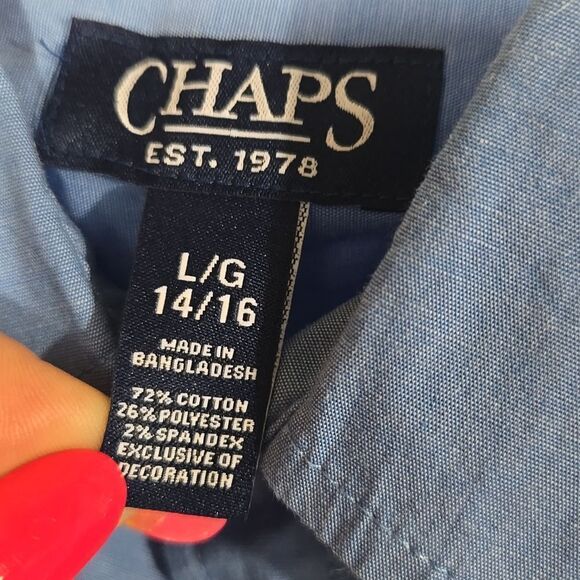 CHAPS
EST. 1978
L/G
14/16
MADE IN
BANGLADESH
72% COTTON
26% POLYESTER
2% SPANDEX
EXCLUSIVE OF
DECORATION